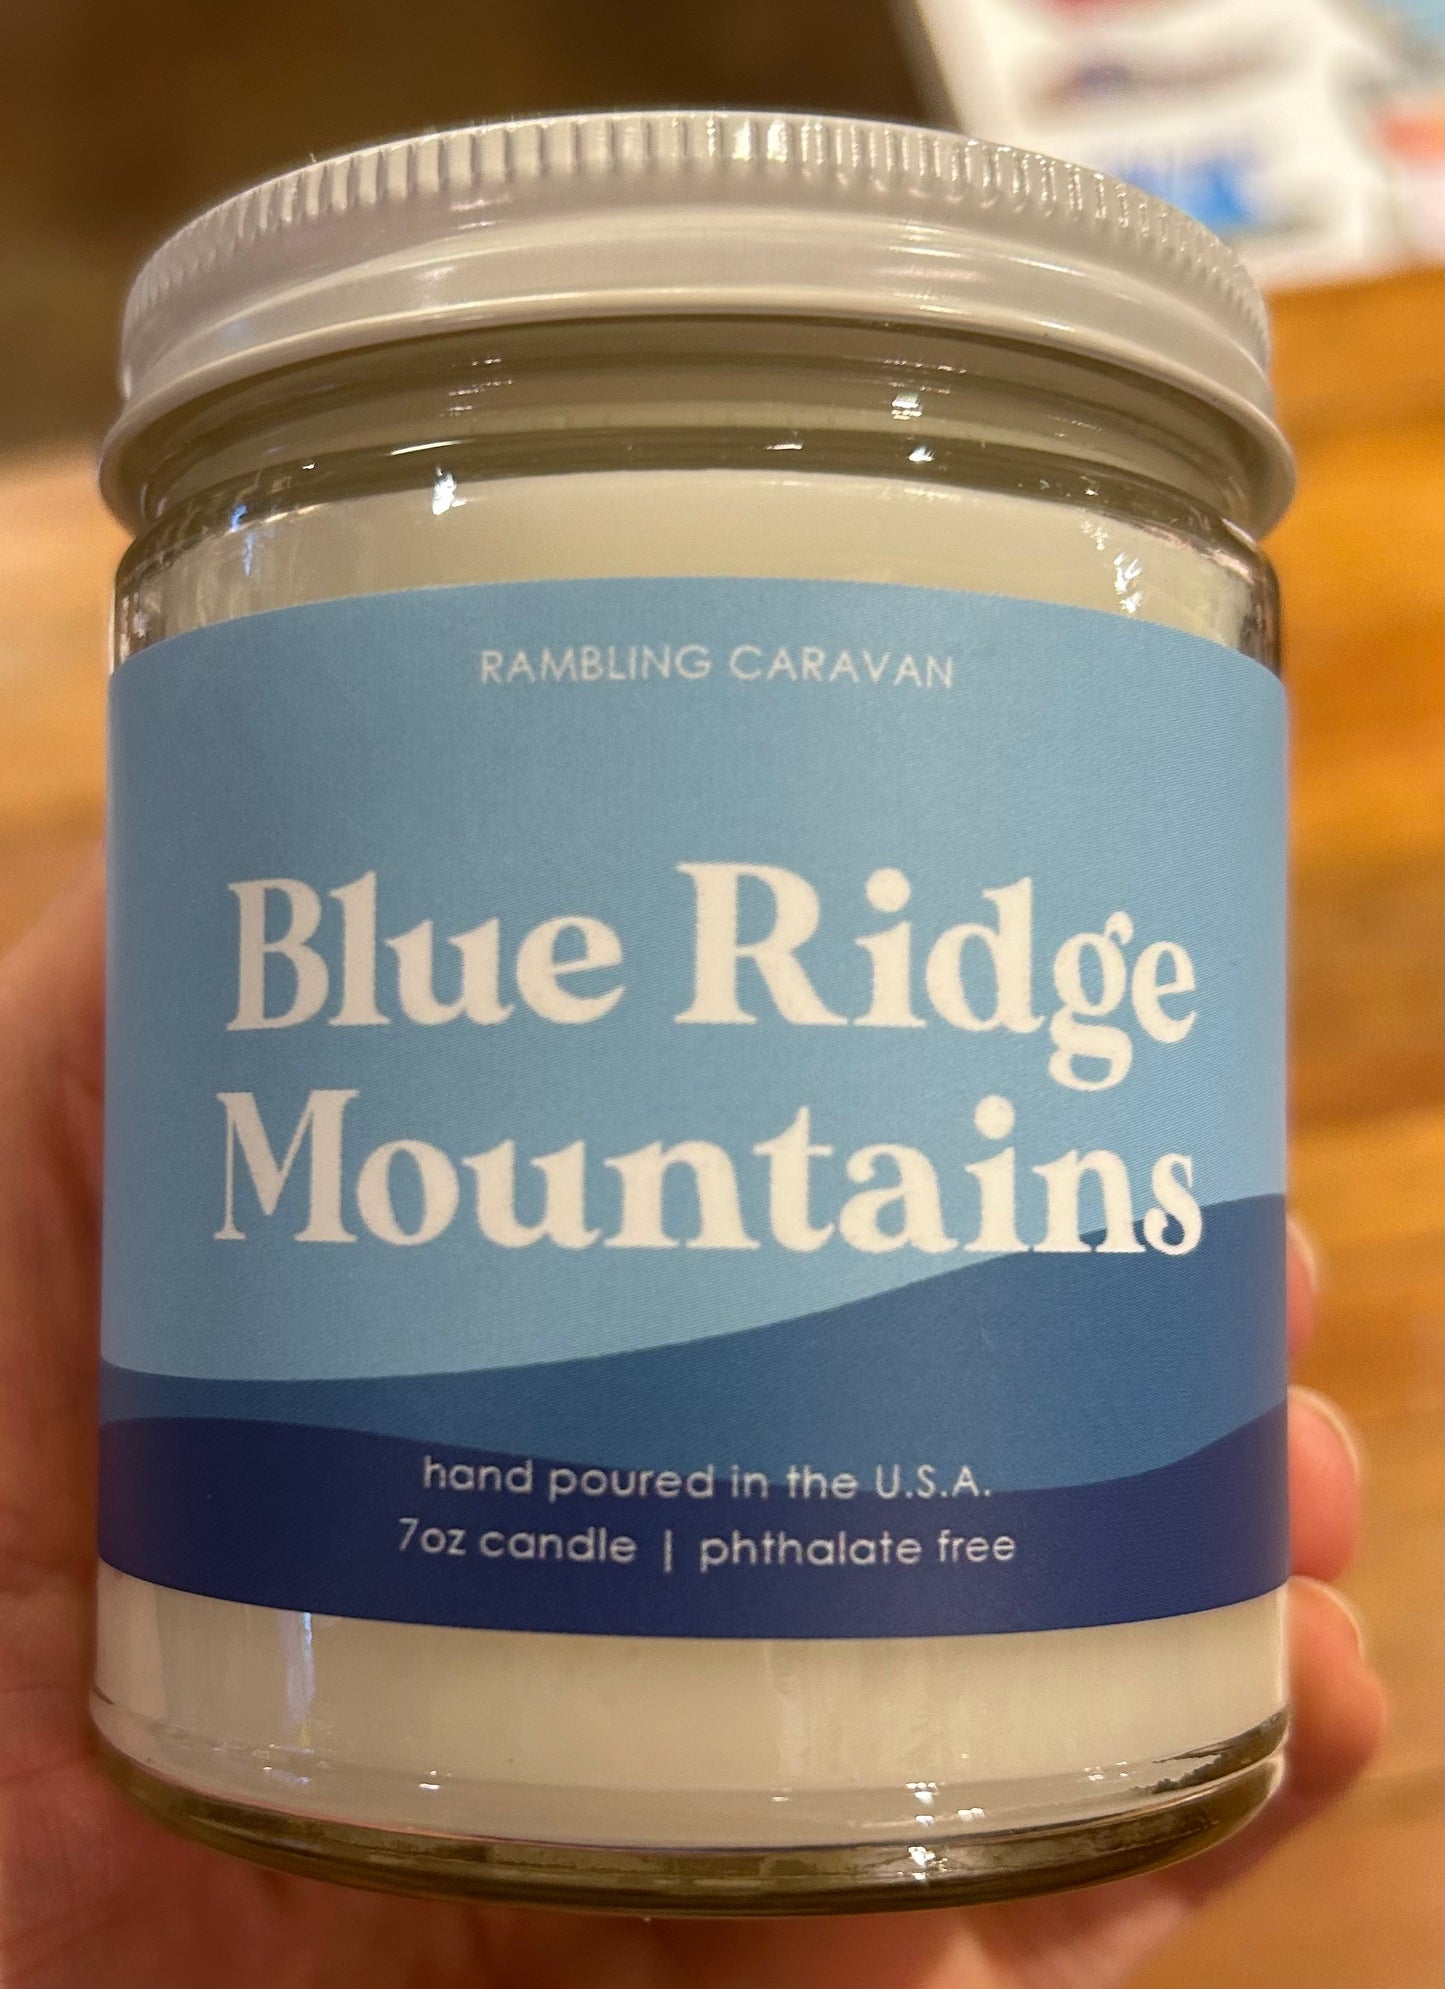 RAMBLING CARAVAN
Blue Ridge
Mountains
hand poured in the U.S.A.
7oz candle | phthalate free